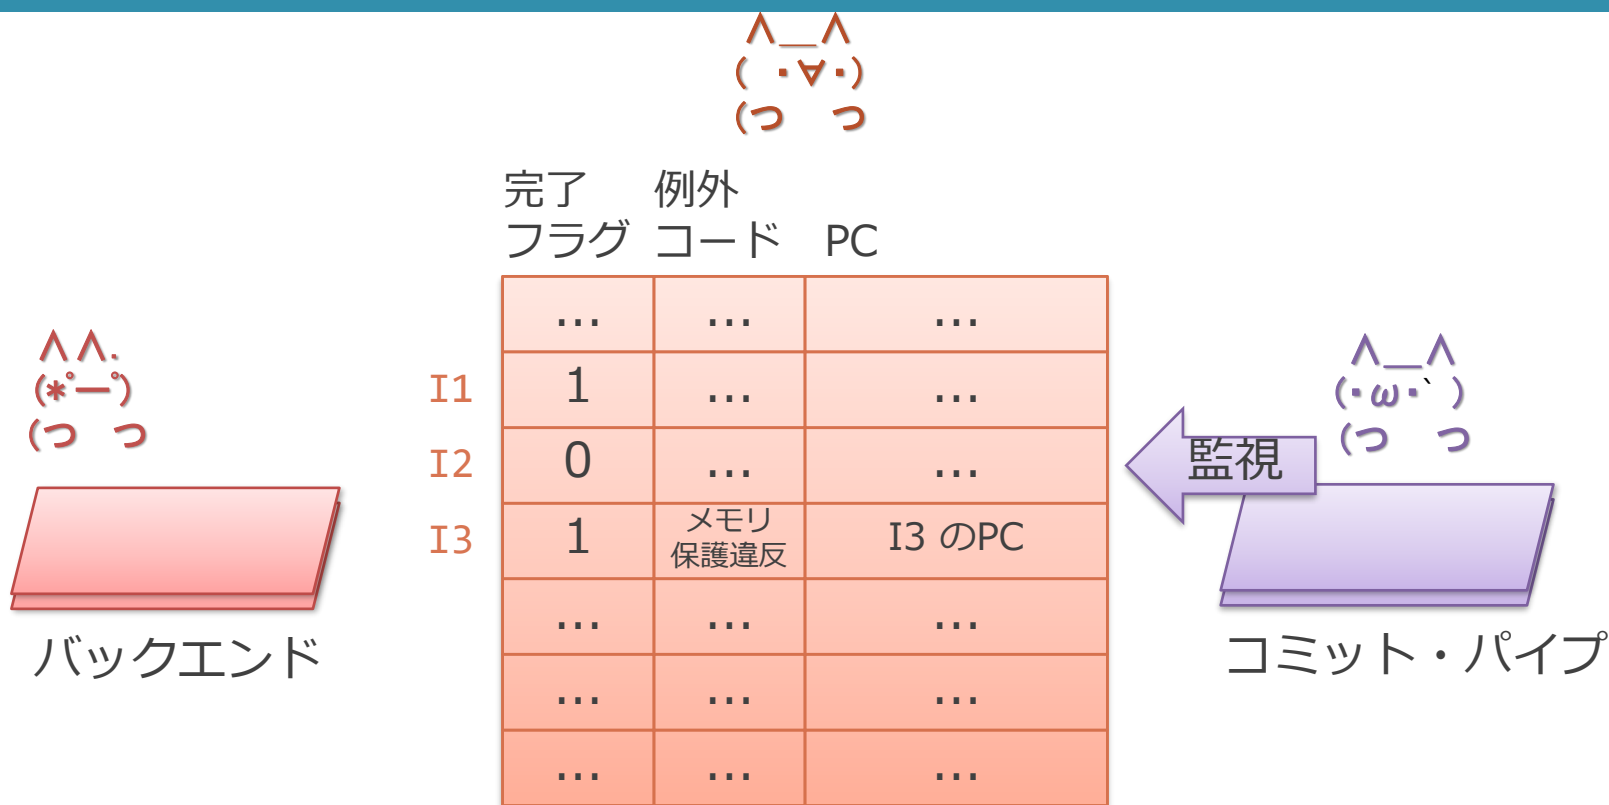 ∧__∧
( ・∀・)
(つ　つ
完了 例外
フラグ コード PC
… … …
I1 1 … …
I2 0 … …
I3 1 メモリ保護違反 I3 のPC
… … …
… … …
… … …
∧∧.
(*ﾟーﾟ)
(つ　つ
バックエンド
監視
∧__∧
(・ω・` )
(つ　つ
コミット・パイプ